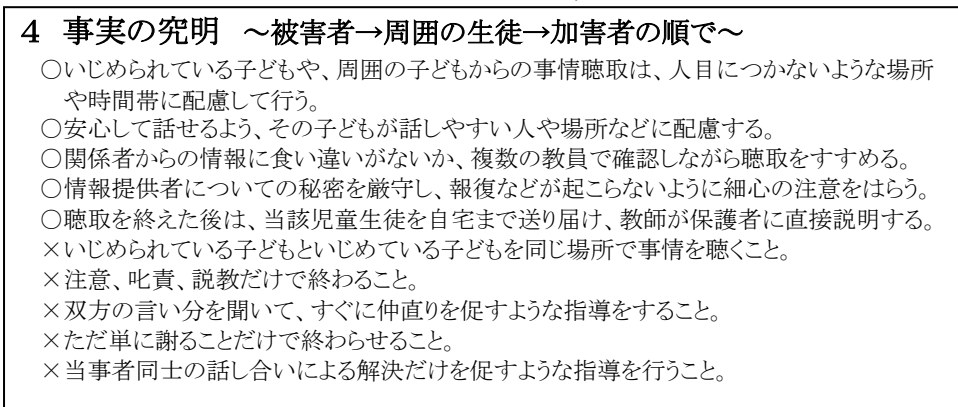 4 事実の究明 ～被害者→周囲の生徒→加害者の順で～
○いじめられている子どもや、周囲の子どもからの事情聴取は、人目につかないような場所
や時間帯に配慮して行う。
○安心して話せるよう、その子どもが話しやすい人や場所などに配慮する。
○関係者からの情報に食い違いがないか、複数の教員で確認しながら聴取をすすめる。
○情報提供者についての秘密を厳守し、報復などが起こらないように細心の注意をはらう。
○聴取を終えた後は、当該児童生徒を自宅まで送り届け、教師が保護者に直接説明する。
×いじめられている子どもといじめている子どもを同じ場所で事情を聴くこと。
×注意、叱責、説教だけで終わること。
×双方の言い分を聞いて、すぐに仲直りを促すような指導をすること。
×ただ単に謝ることだけで終わらせること。
×当事者同士の話し合いによる解決だけを促すような指導を行うこと。